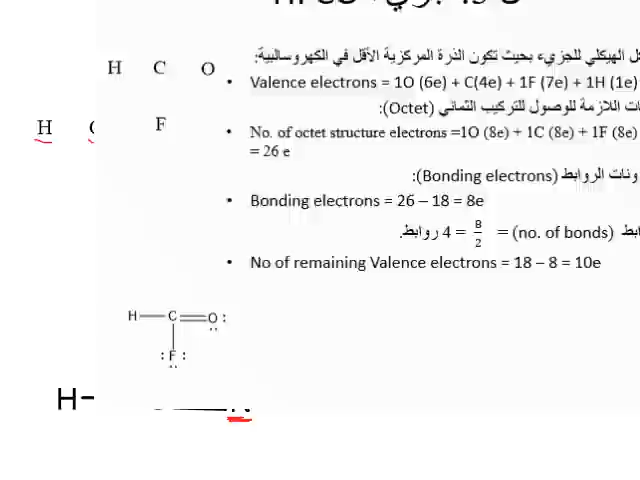 ل الهيكلي للجزيء بحيث تكون الذرة المركزية الأقل في الكهروسالبية:
H C O
• Valence electrons = 1O (6e) + C(4e) + 1F (7e) + 1H (1e)
ات اللازمة للوصول للتركيب الثماني (Octet):
H F
• No. of octet structure electrons =1O (8e) + 1C (8e) + 1F (8e)
= 26 e
ونات الروابط (Bonding electrons):
• Bonding electrons = 26 – 18 = 8e
(no. of bonds) = 8/2 = 4 روابط.
• No of remaining Valence electrons = 18 – 8 = 10e
H—C=O:
:F:
H–